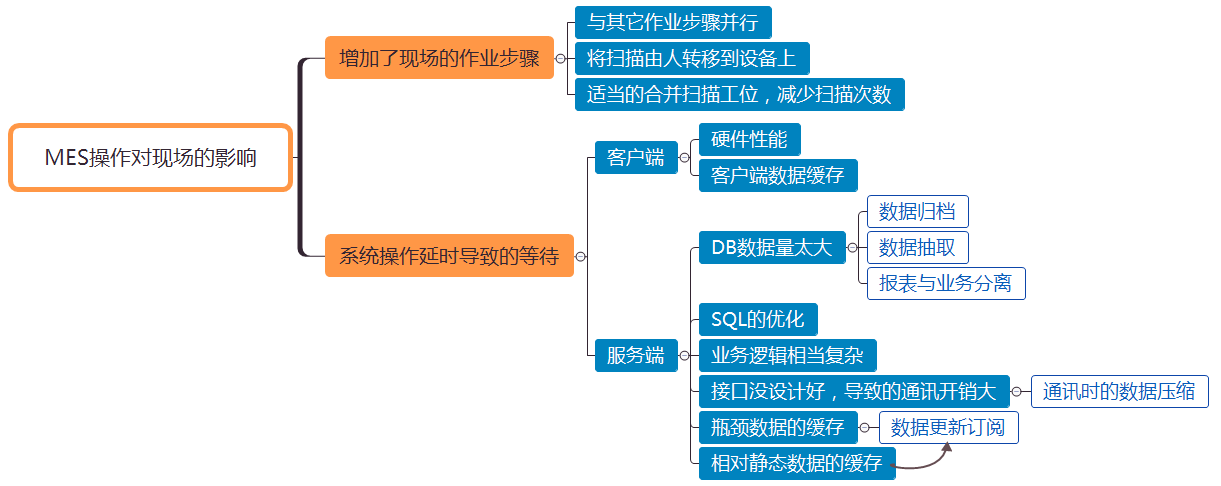 MES操作对现场的影响
增加了现场的作业步骤
与其它作业步骤并行
将扫描由人转移到设备上
适当的合并扫描工位，减少扫描次数
系统操作延时导致的等待
客户端
硬件性能
客户端数据缓存
服务端
DB数据量太大
数据归档
数据抽取
报表与业务分离
SQL的优化
业务逻辑相当复杂
接口没设计好，导致的通讯开销大
通讯时的数据压缩
瓶颈数据的缓存
数据更新订阅
相对静态数据的缓存